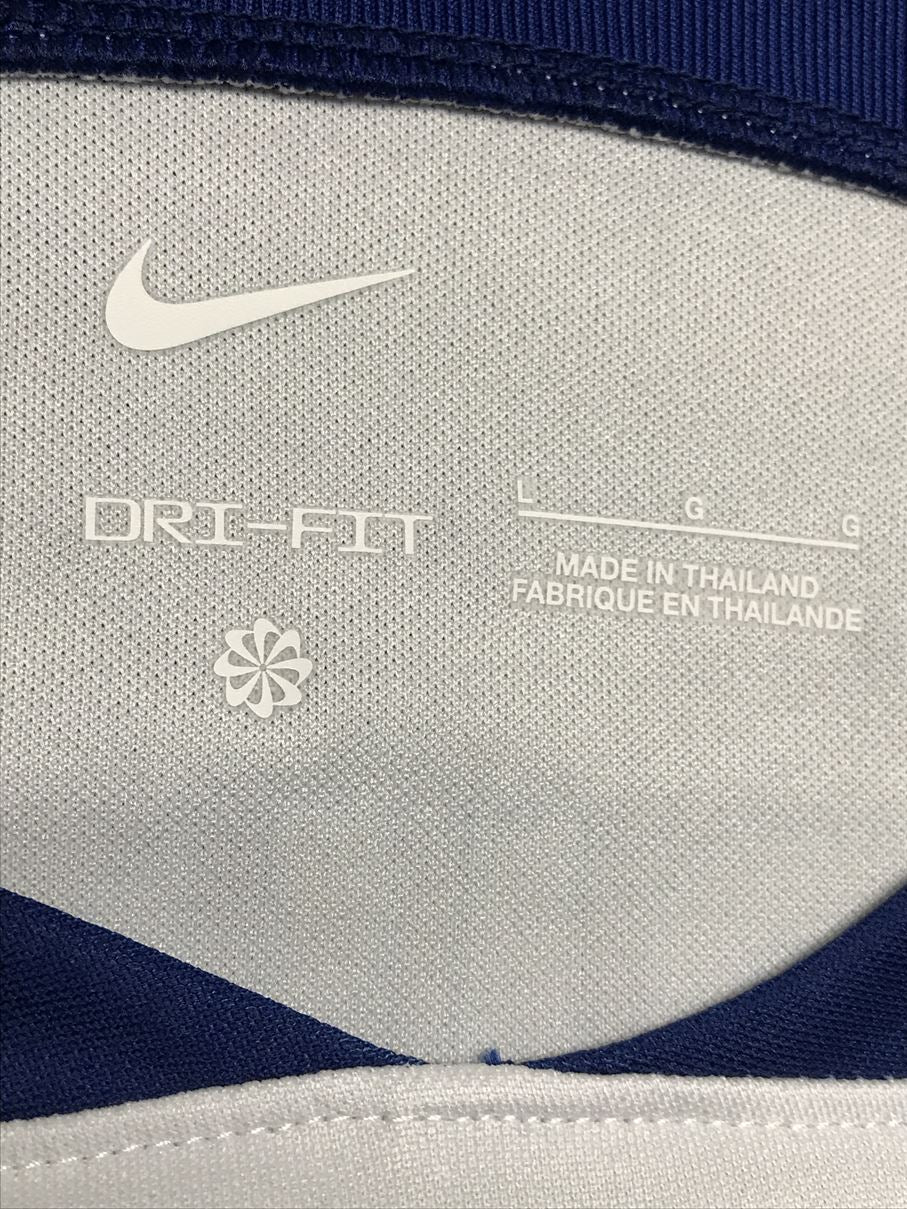 DRI-FIT
L G G
MADE IN THAILAND
FABRIQUE EN THAILANDE